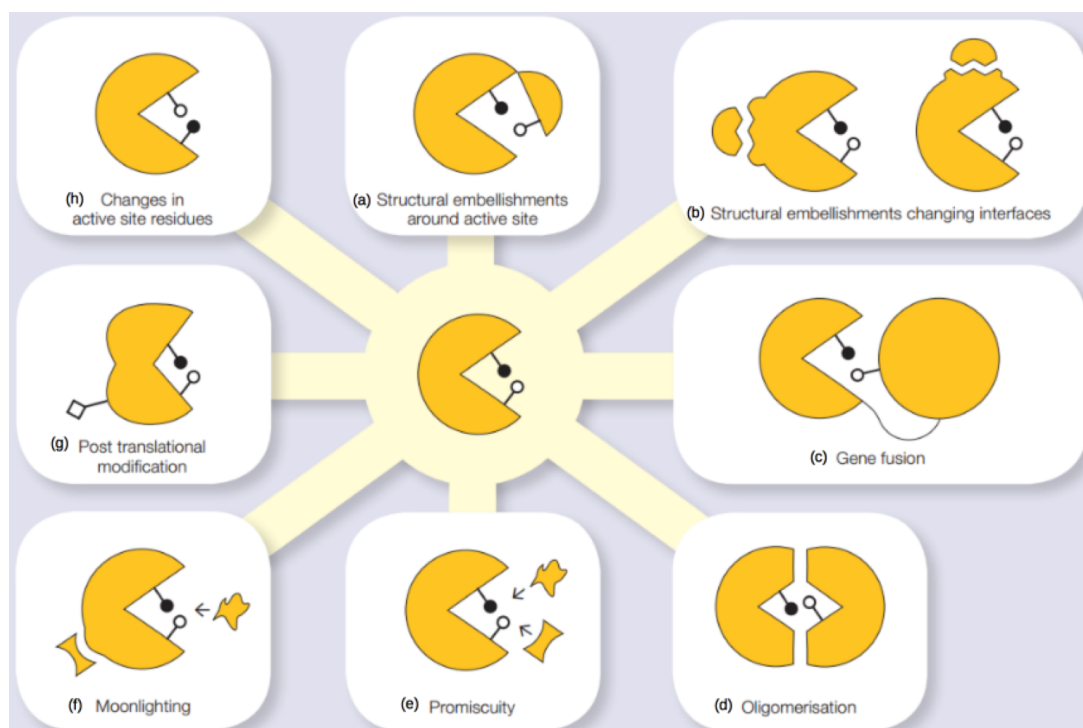 (h) Changes in
active site residues
(a) Structural embellishments
around active site
(b) Structural embellishments changing interfaces
(g) Post translational
modification
(c) Gene fusion
(f) Moonlighting
(e) Promiscuity
(d) Oligomerisation